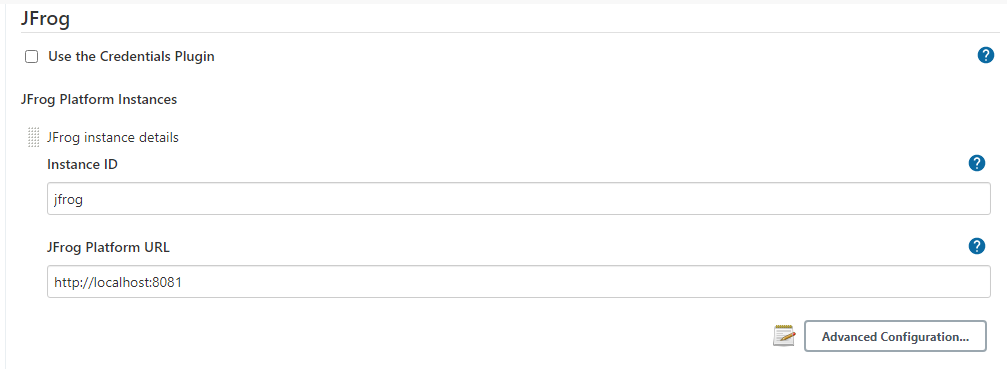 JFrog
Use the Credentials Plugin
?
JFrog Platform Instances
JFrog instance details
Instance ID
?
jfrog
JFrog Platform URL
?
http://localhost:8081
Advanced Configuration...